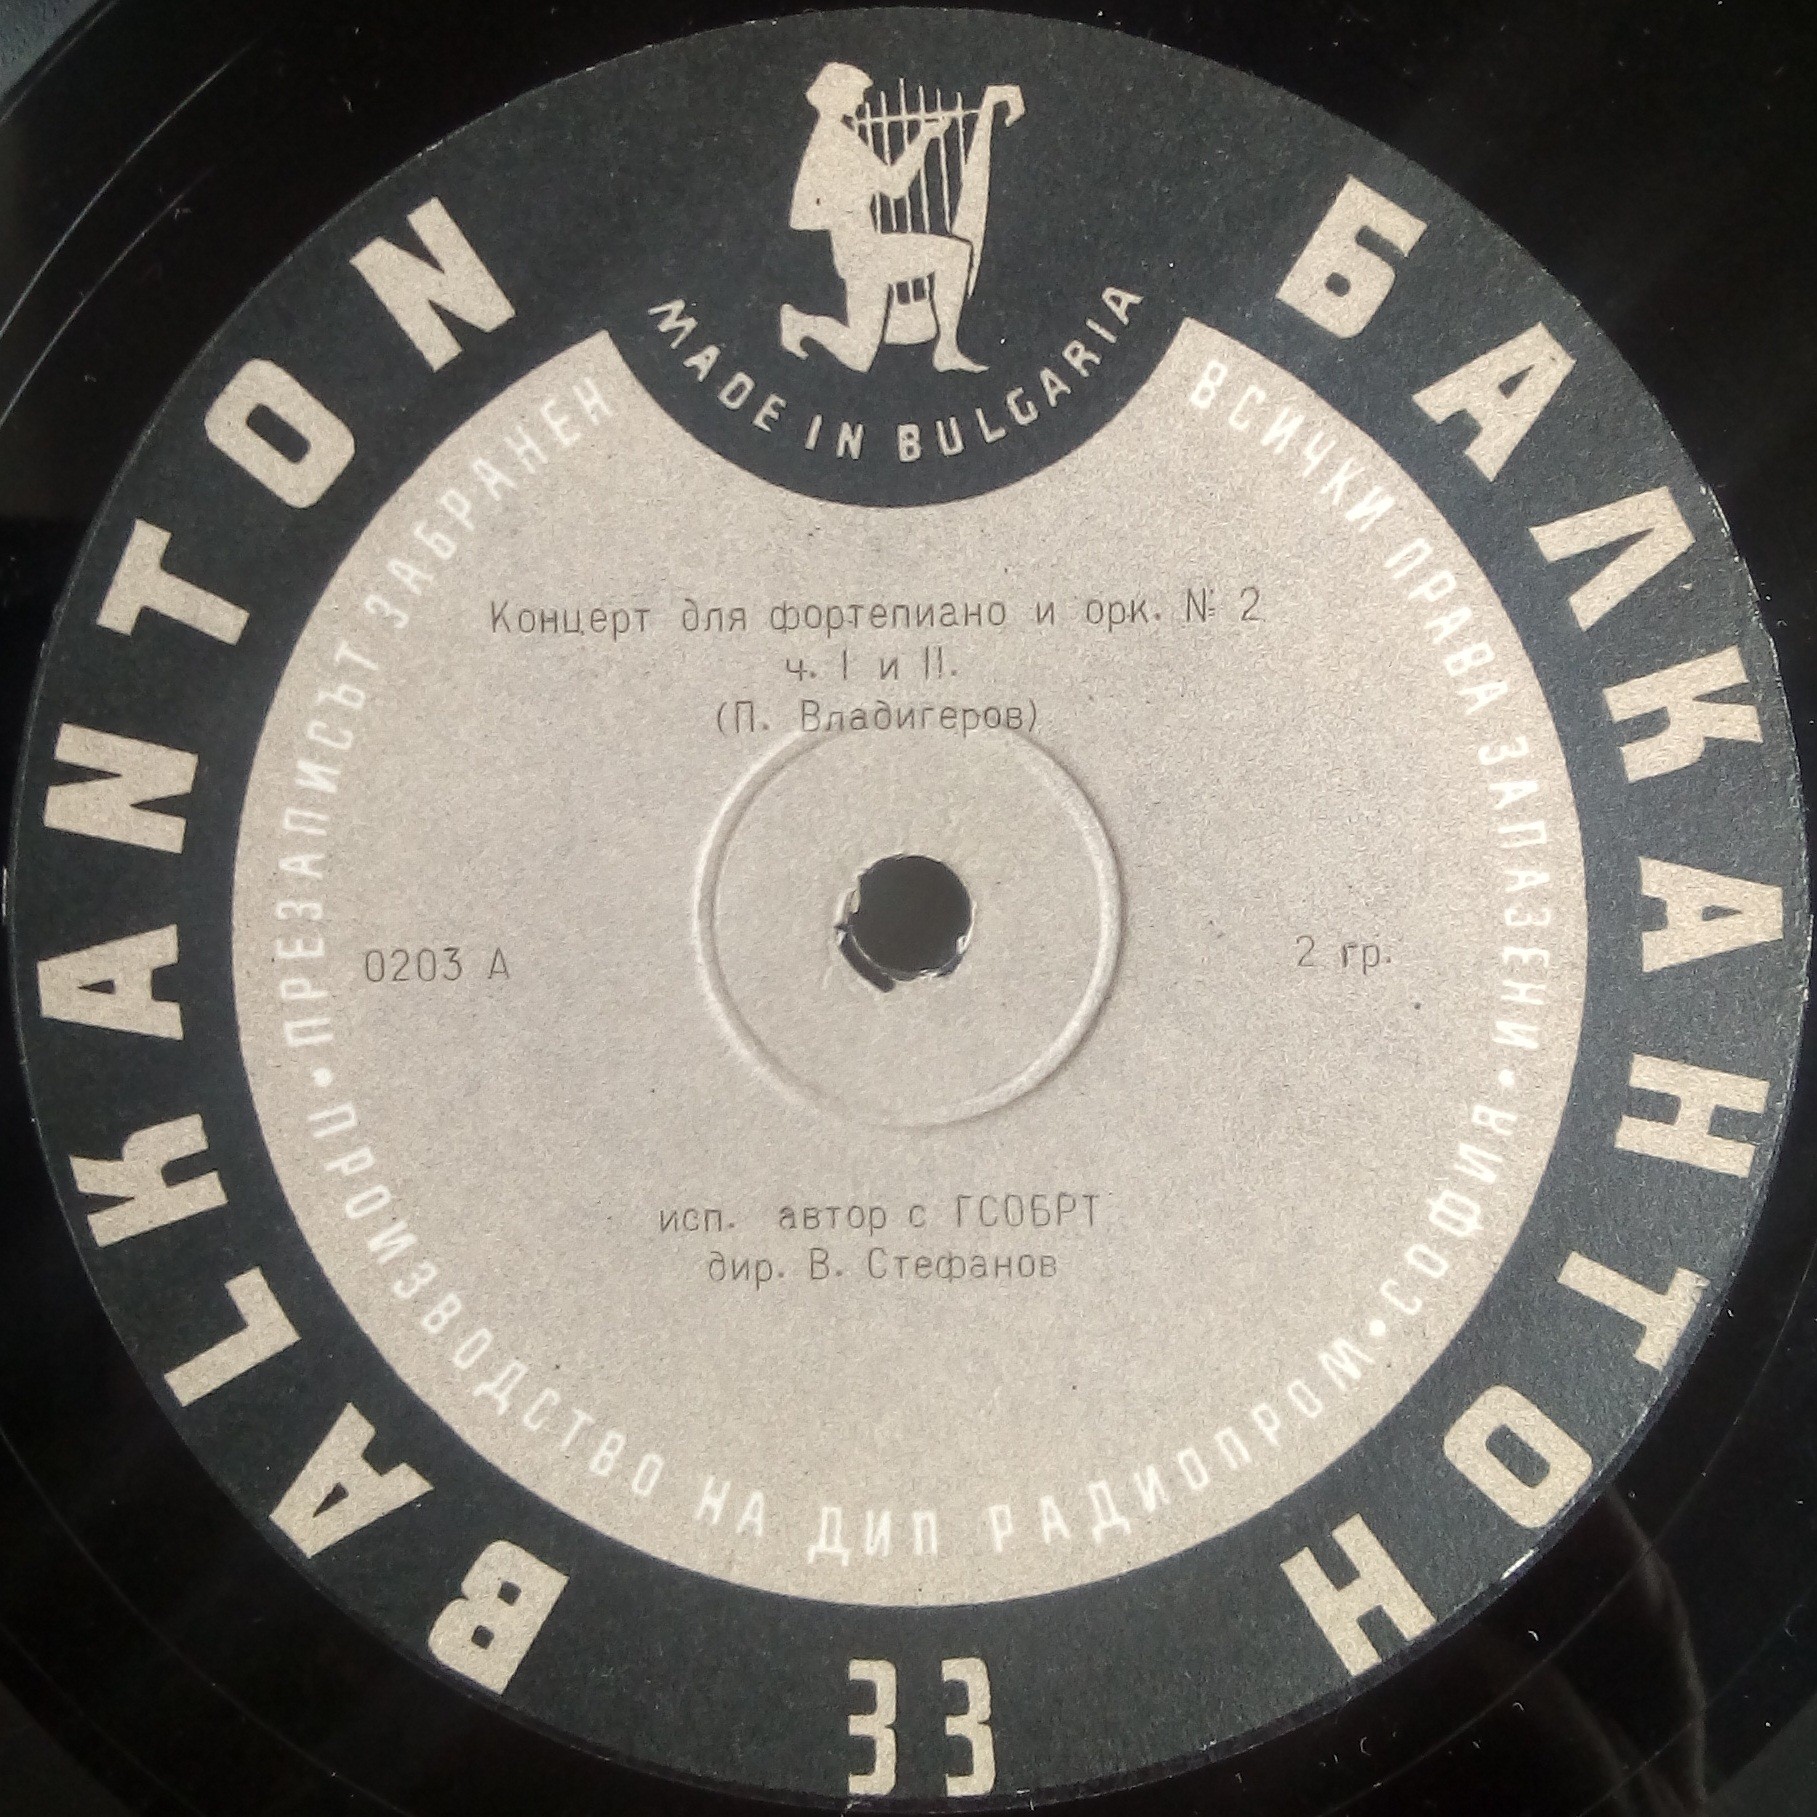 BALKANTON
БАЛКАНТОН
MADE IN BULGARIA
ВСИЧКИ ПРАВА ЗАПАЗЕНИ • СОФИЯ •
ПРОИЗВОДСТВО НА ДИП РАДИОПРОМ •
ПРЕЗАПИСЪТ ЗАБРАНЕН
Концерт для фортепиано и орк. № 2
ч. I и II.
(П. Владигеров)
0203 А
2 гр.
исп. автор с ГСОБРТ
дир. В. Стефанов
33